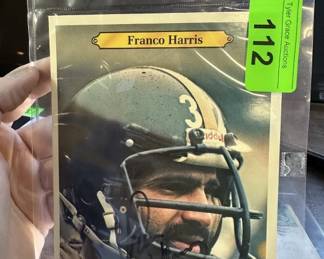 Franco Harris
Tyler Grace Auctions
112
3